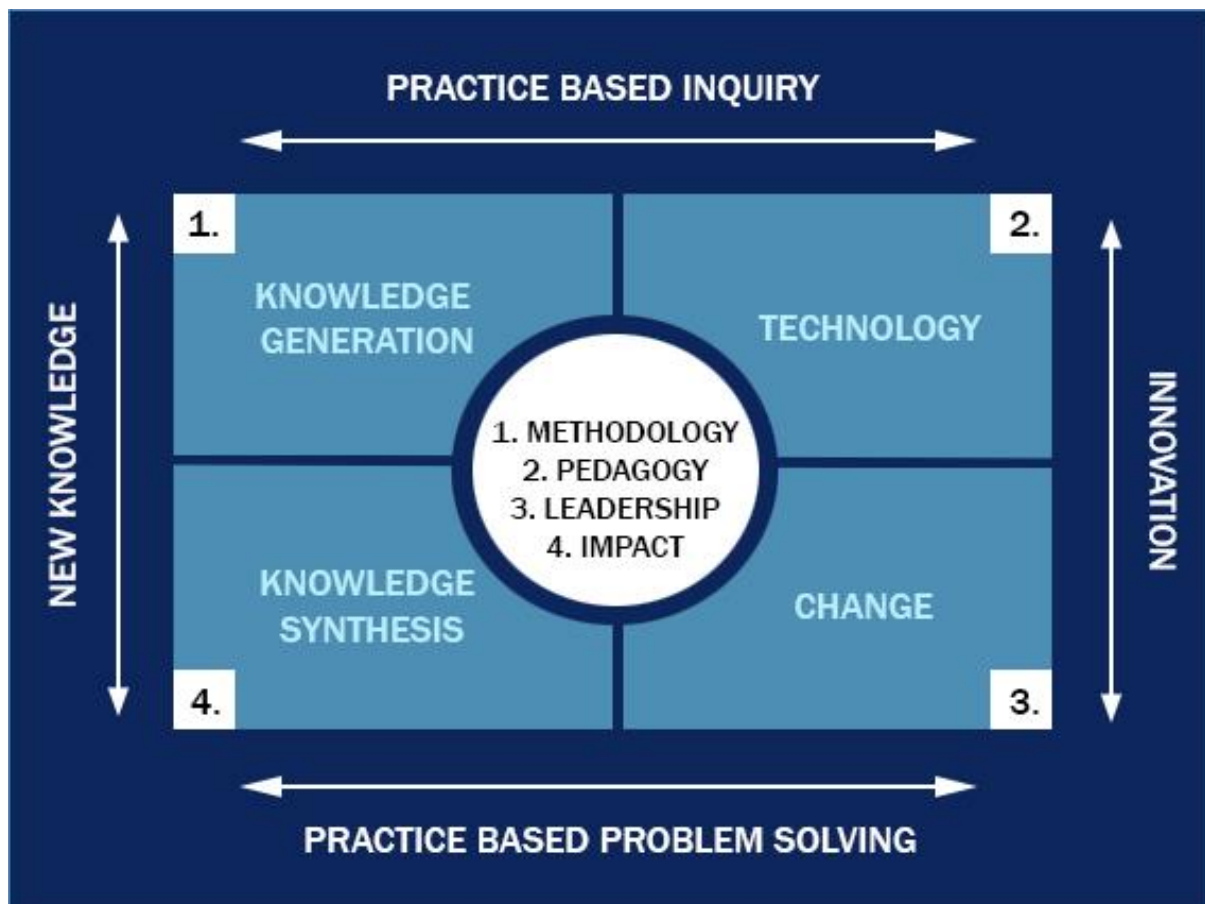 PRACTICE BASED INQUIRY
1.
2.
KNOWLEDGE
GENERATION
TECHNOLOGY
NEW KNOWLEDGE
INNOVATION
1. METHODOLOGY
2. PEDAGOGY
3. LEADERSHIP
4. IMPACT
KNOWLEDGE
SYNTHESIS
CHANGE
4.
3.
PRACTICE BASED PROBLEM SOLVING